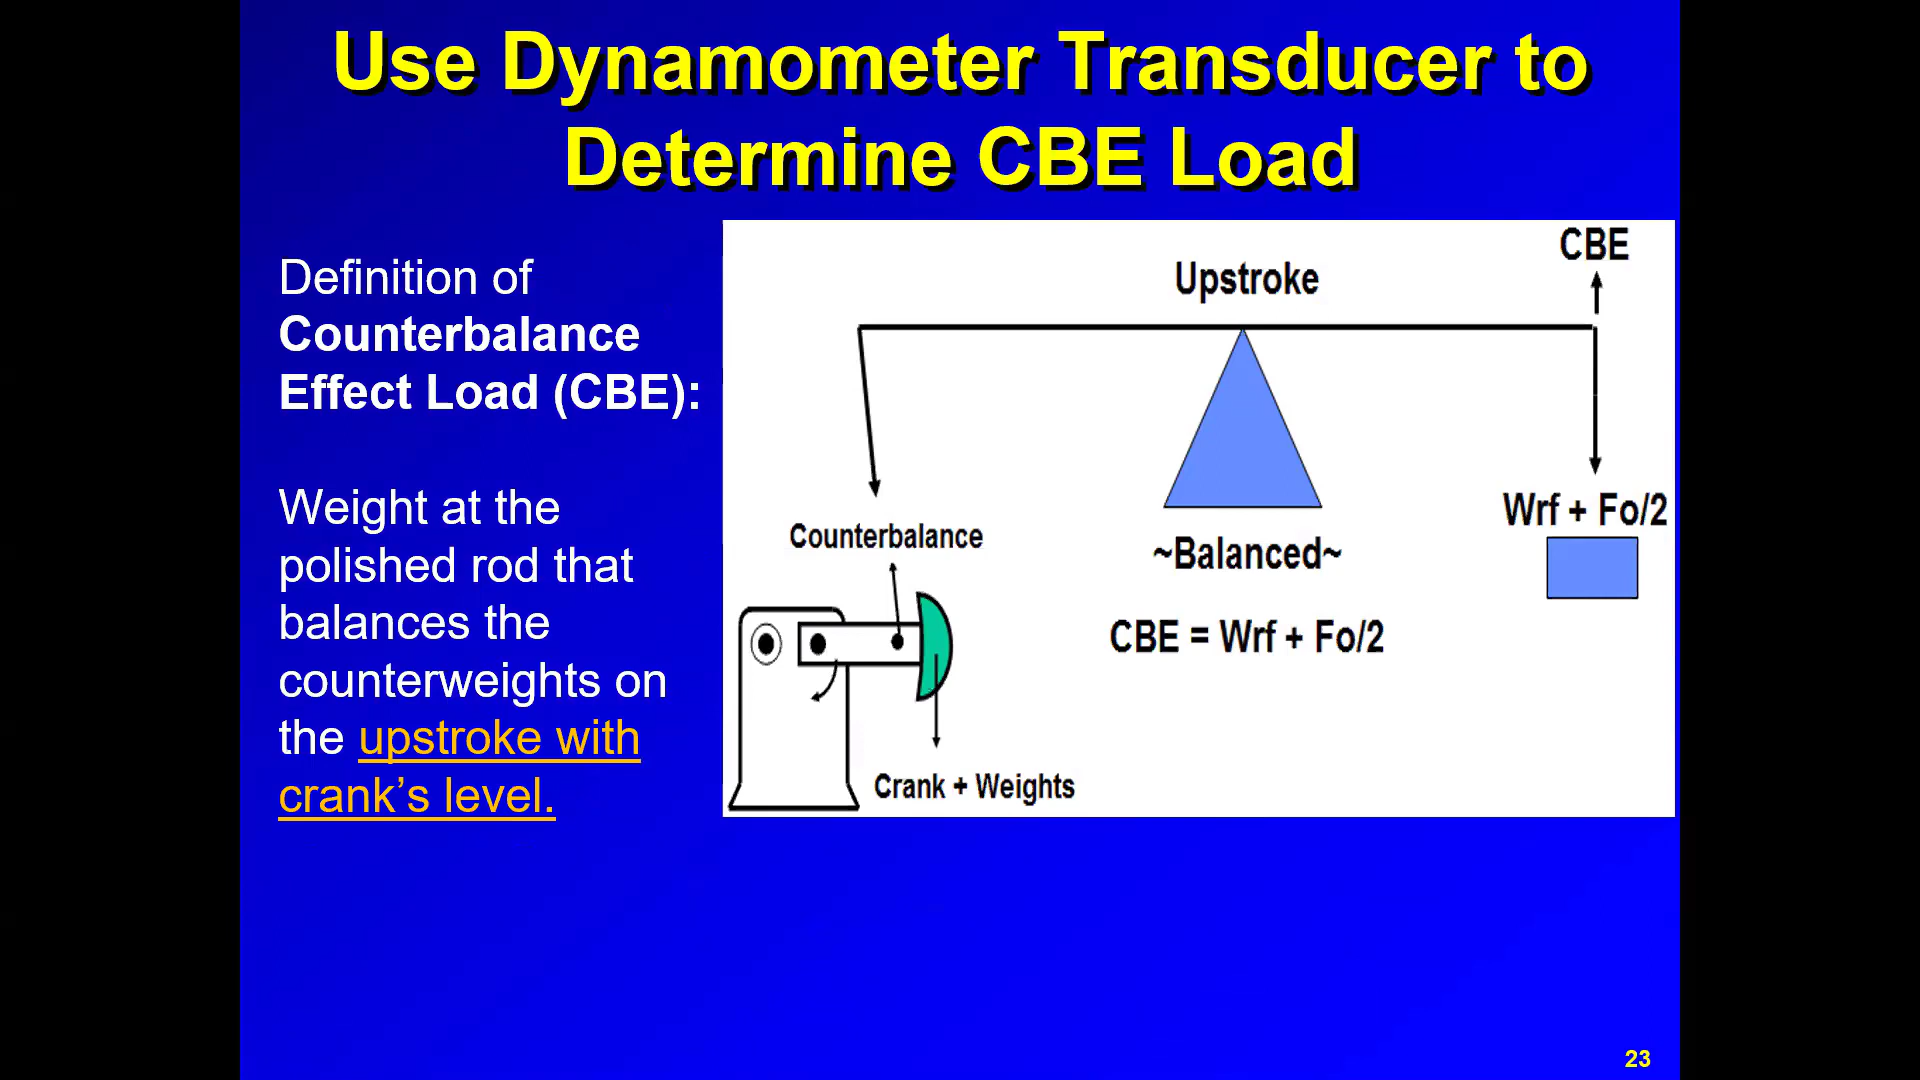 Use Dynamometer Transducer to
Determine CBE Load
Definition of
Counterbalance
Effect Load (CBE):
Weight at the
polished rod that
balances the
counterweights on
the upstroke with
crank’s level.
CBE
Upstroke
Wrf + Fo/2
Counterbalance
~Balanced~
CBE = Wrf + Fo/2
Crank + Weights
23